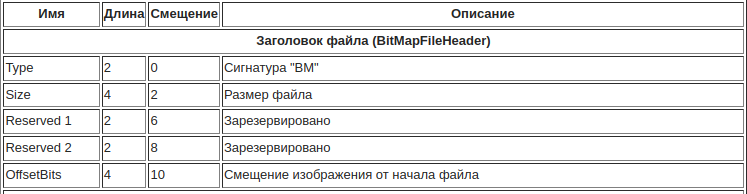 Имя Длина Смещение Описание
Заголовок файла (BitMapFileHeader)
Type 2 0 Сигнатура "BM"
Size 4 2 Размер файла
Reserved 1 2 6 Зарезервировано
Reserved 2 2 8 Зарезервировано
OffsetBits 4 10 Смещение изображения от начала файла